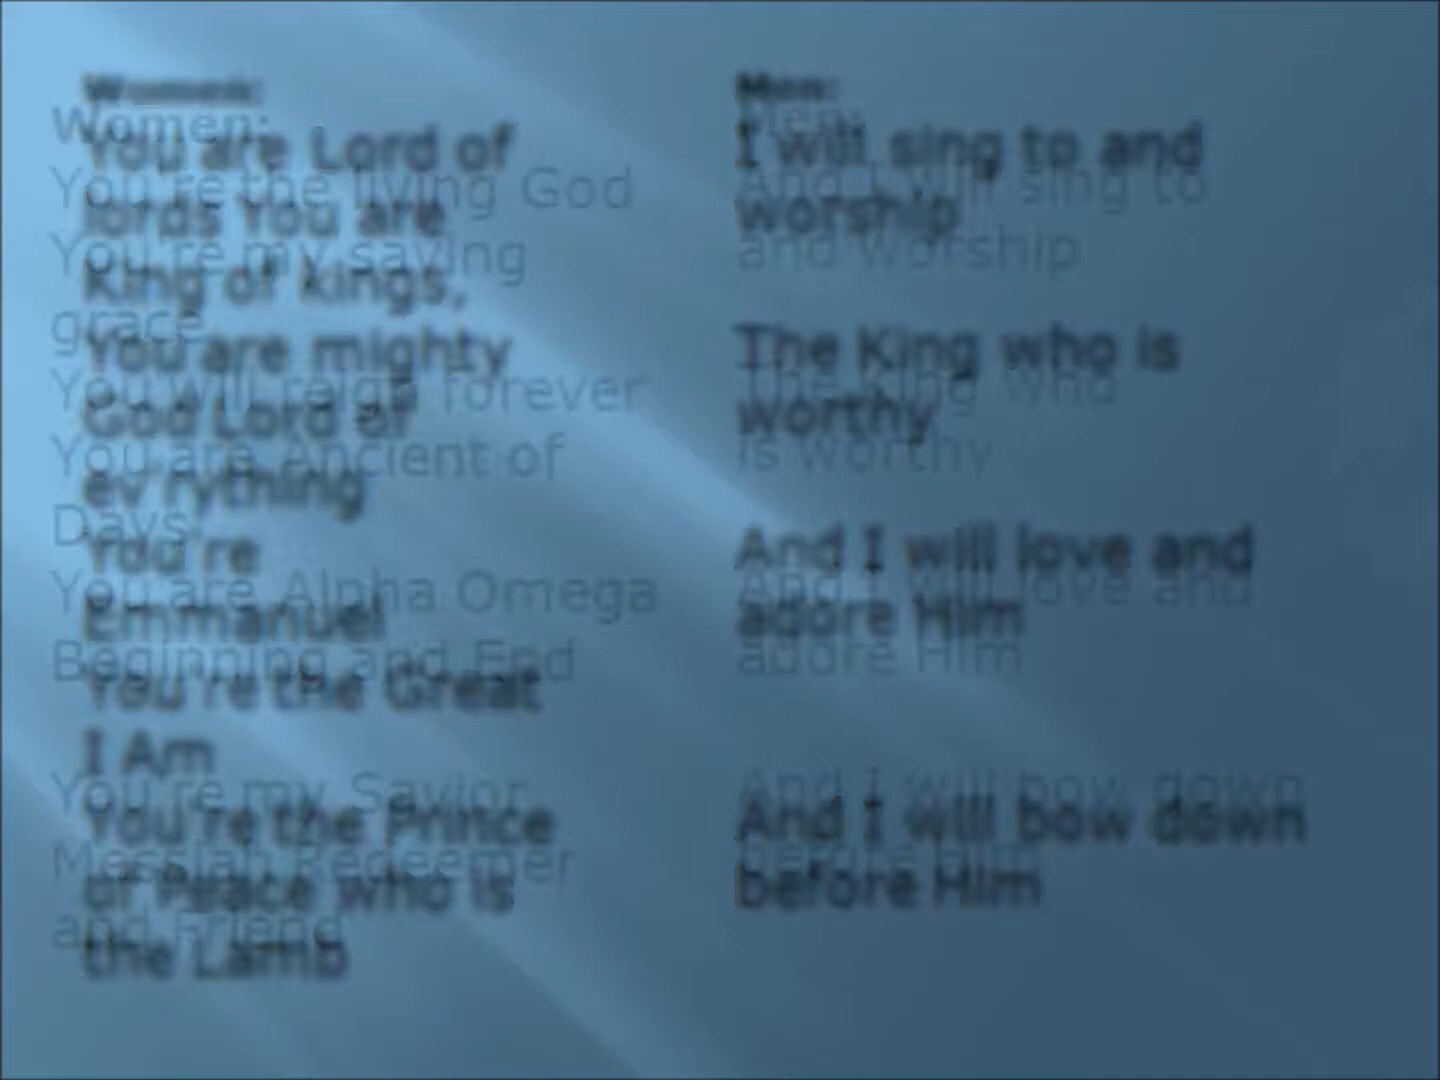 Women:
You are Lord of
lords You are
King of kings,
You are mighty
God Lord of
ev'rything
You're
Emmanuel
You're the Great
I Am
You're the Prince
of Peace who is
the Lamb
Women:
You're the living God
You're my saving
grace
You will reign forever
You are Ancient of
Days
You are Alpha Omega
Beginning and End
You're my Savior
Messiah Redeemer
and Friend
Men:
I will sing to and
worship
The King who is
worthy
And I will love and
adore Him
And I will bow down
before Him
Men:
And I will sing to
and worship
The King who
is worthy
And I will love and
adore Him
And I will bow down
before Him